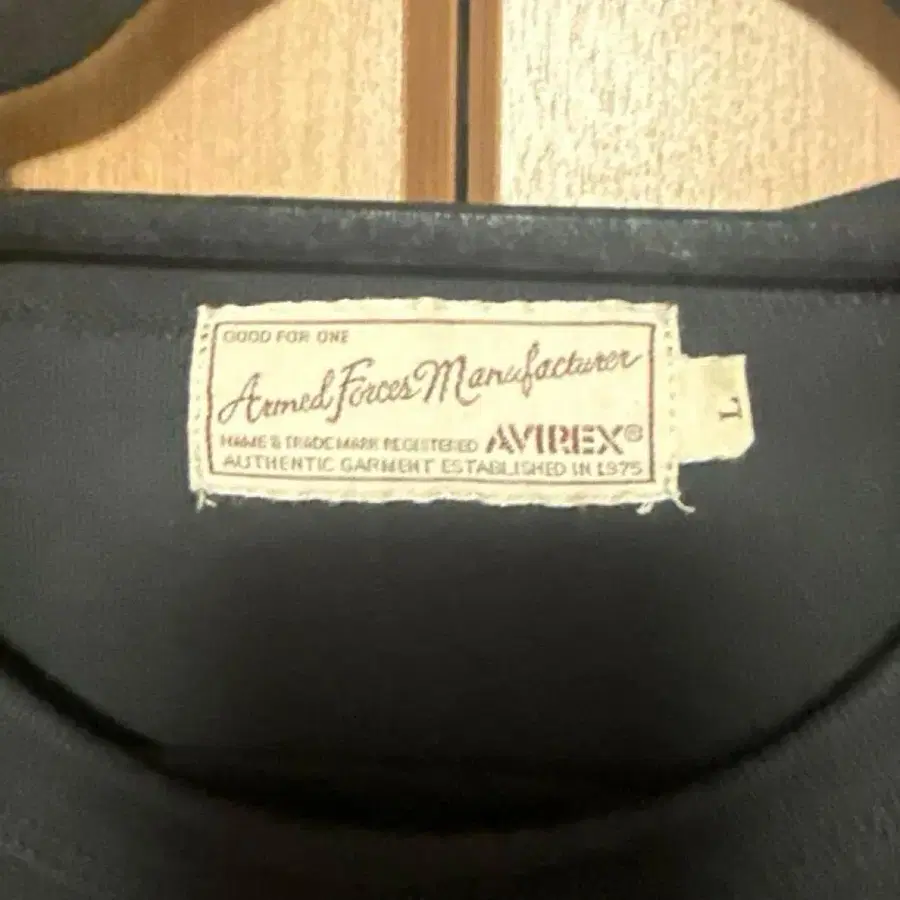 GOOD FOR ONE
Armed Forces Manufacturer
NAME & TRADE MARK REGISTERED AVIREX®
AUTHENTIC GARMENT ESTABLISHED IN 1975
L